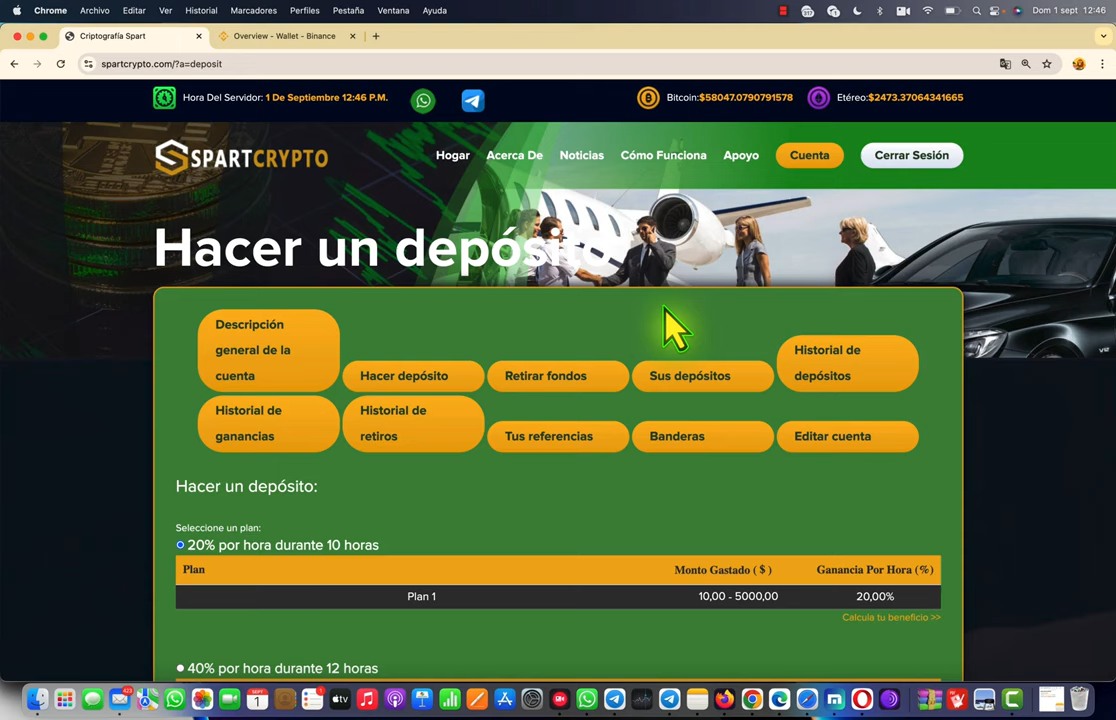 Chrome Archivo Editar Ver Historial Marcadores Perfiles Pestaña Ventana Ayuda Dom 1 sept 12:46
Criptografía Spart Overview - Wallet - Binance
spartcrypto.com/?a=deposit
Hora Del Servidor: 1 De Septiembre 12:46 P.M. Bitcoin:$58047.0790791578 Etéreo:$2473.37064341665
SPARTCRYPTO Hogar Acerca De Noticias Cómo Funciona Apoyo Cuenta Cerrar Sesión
Hacer un depósito
Descripción
general de la
cuenta
Hacer depósito
Retirar fondos
Sus depósitos
Historial de
depósitos
Historial de
ganancias
Historial de
retiros
Tus referencias
Banderas
Editar cuenta
Hacer un depósito:
Seleccione un plan:
20% por hora durante 10 horas
Plan Monto Gastado ( $ ) Ganancia Por Hora (%)
Plan 1 10,00 - 5000,00 20,00%
Calcula tu beneficio >>
40% por hora durante 12 horas